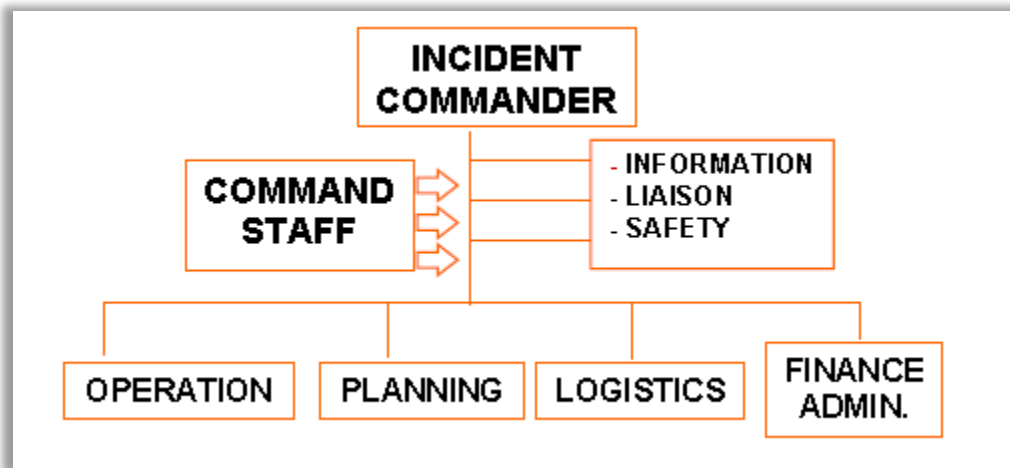 INCIDENT
COMMANDER
COMMAND
STAFF
- INFORMATION
- LIAISON
- SAFETY
OPERATION
PLANNING
LOGISTICS
FINANCE
ADMIN.